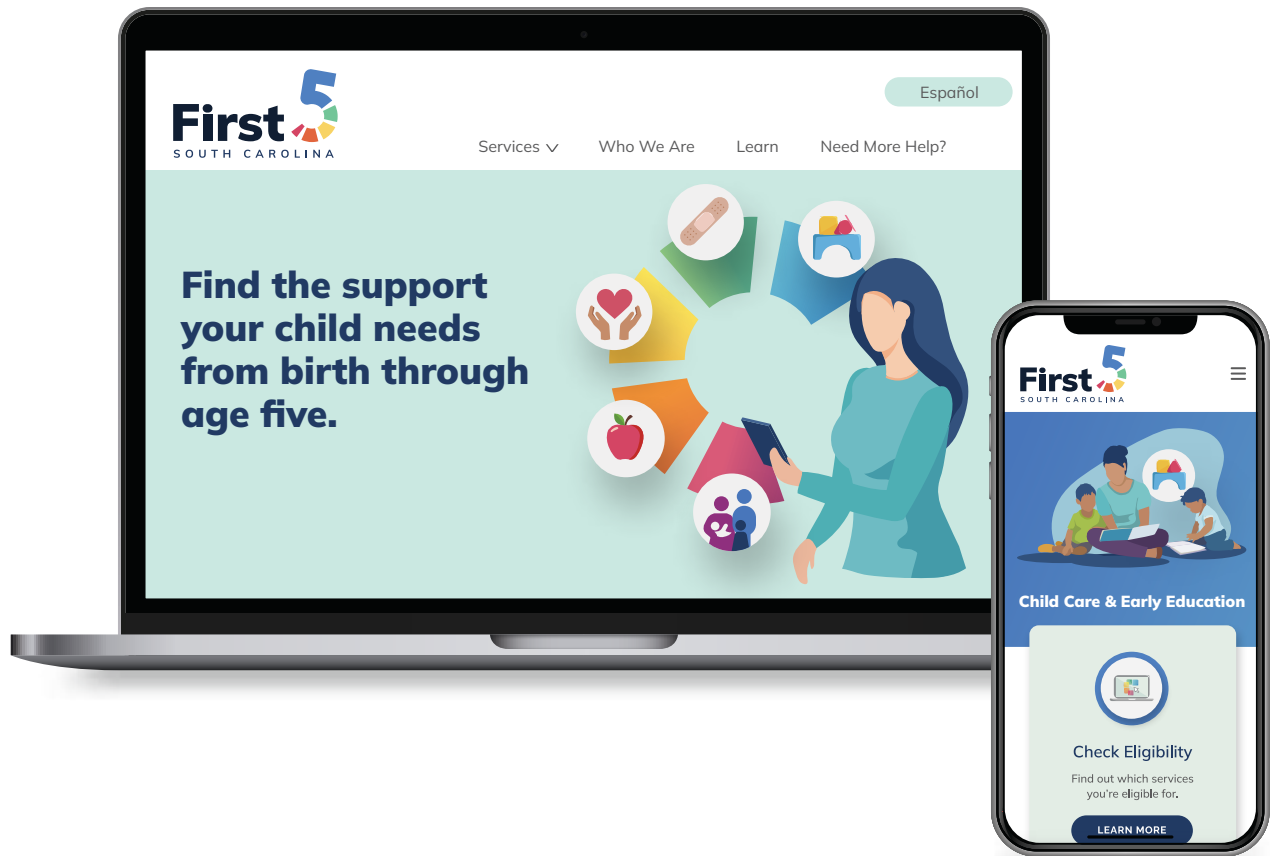 First 5
SOUTH CAROLINA
Español
Services
Who We Are
Learn
Need More Help?
Find the support
your child needs
from birth through
age five.
First 5
SOUTH CAROLINA
Child Care & Early Education
Check Eligibility
Find out which services
you're eligible for.
LEARN MORE